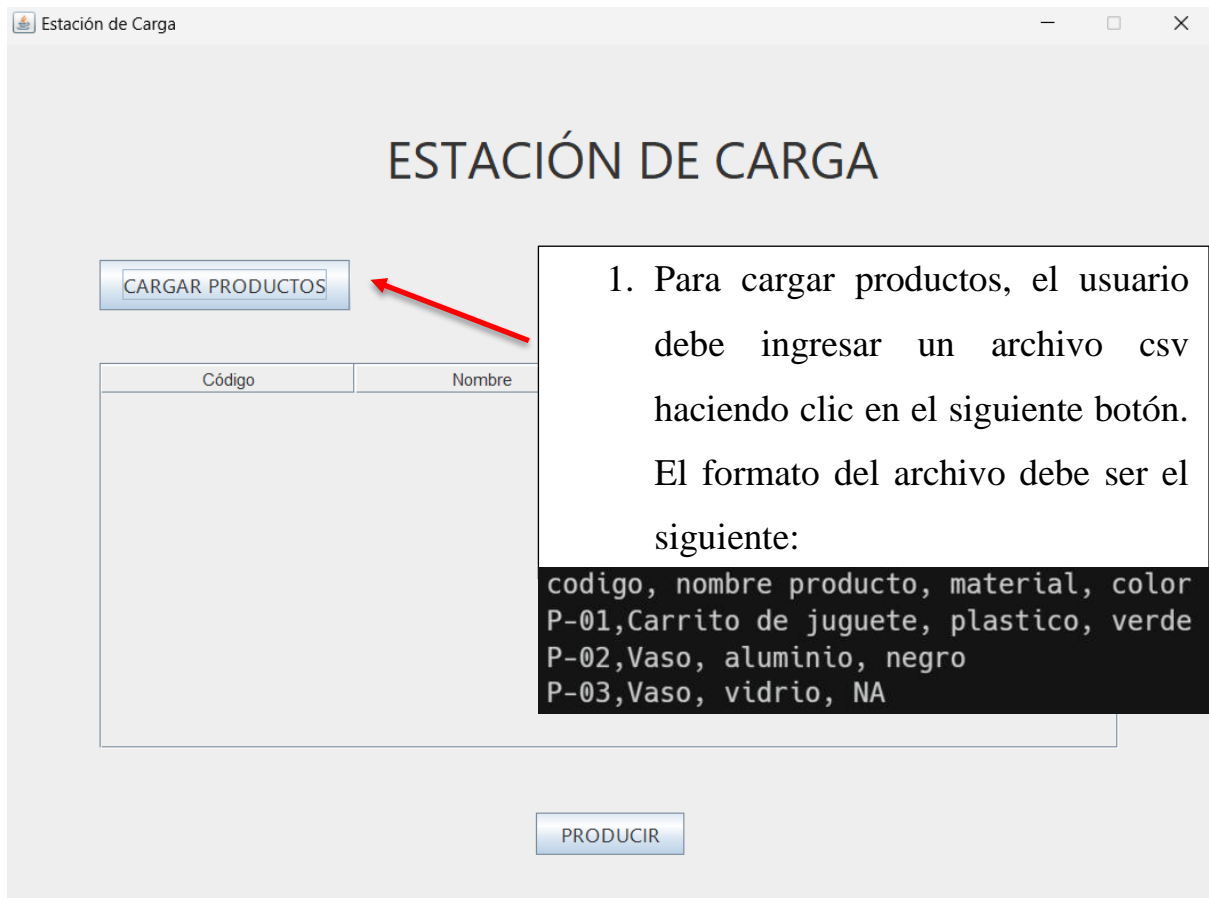 Estación de Carga
ESTACIÓN DE CARGA
CARGAR PRODUCTOS
1. Para cargar productos, el usuario
debe ingresar un archivo csv
haciendo clic en el siguiente botón.
El formato del archivo debe ser el
siguiente:
Código Nombre
codigo, nombre producto, material, color
P-01,Carrito de juguete, plastico, verde
P-02,Vaso, aluminio, negro
P-03,Vaso, vidrio, NA
PRODUCIR